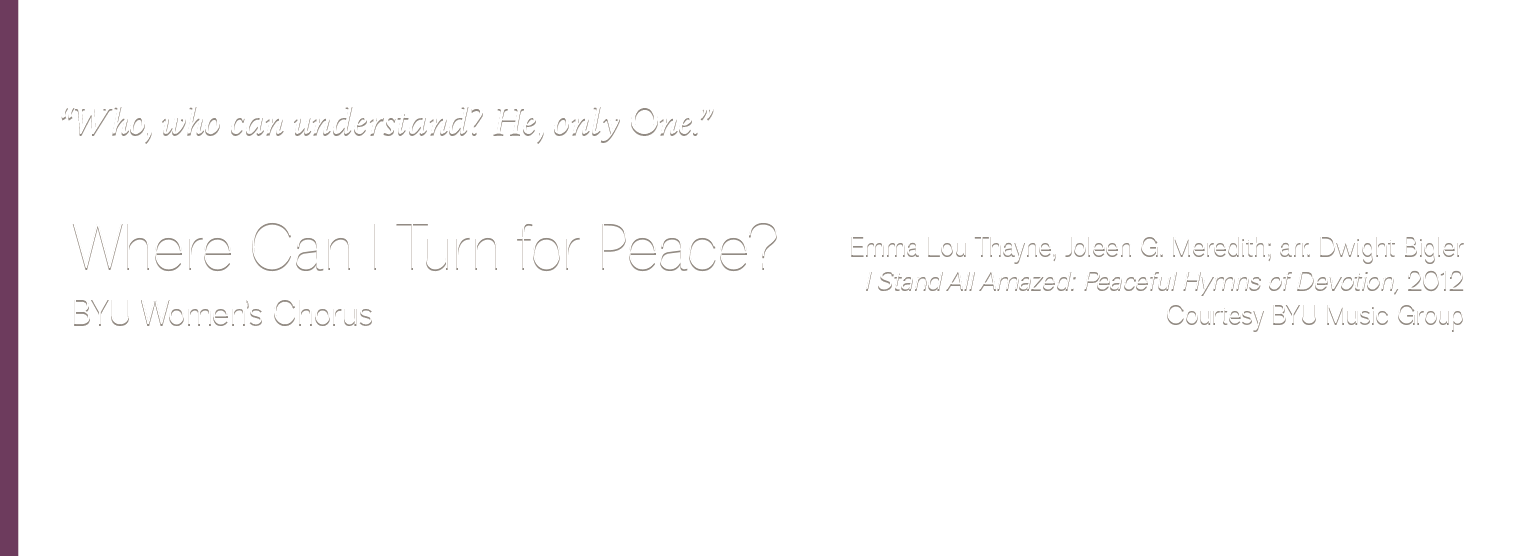 “Who, who can understand? He, only One.”
Where Can I Turn for Peace?
BYU Women’s Chorus
Emma Lou Thayne, Joleen G. Meredith; arr. Dwight Bigler
I Stand All Amazed: Peaceful Hymns of Devotion, 2012
Courtesy BYU Music Group